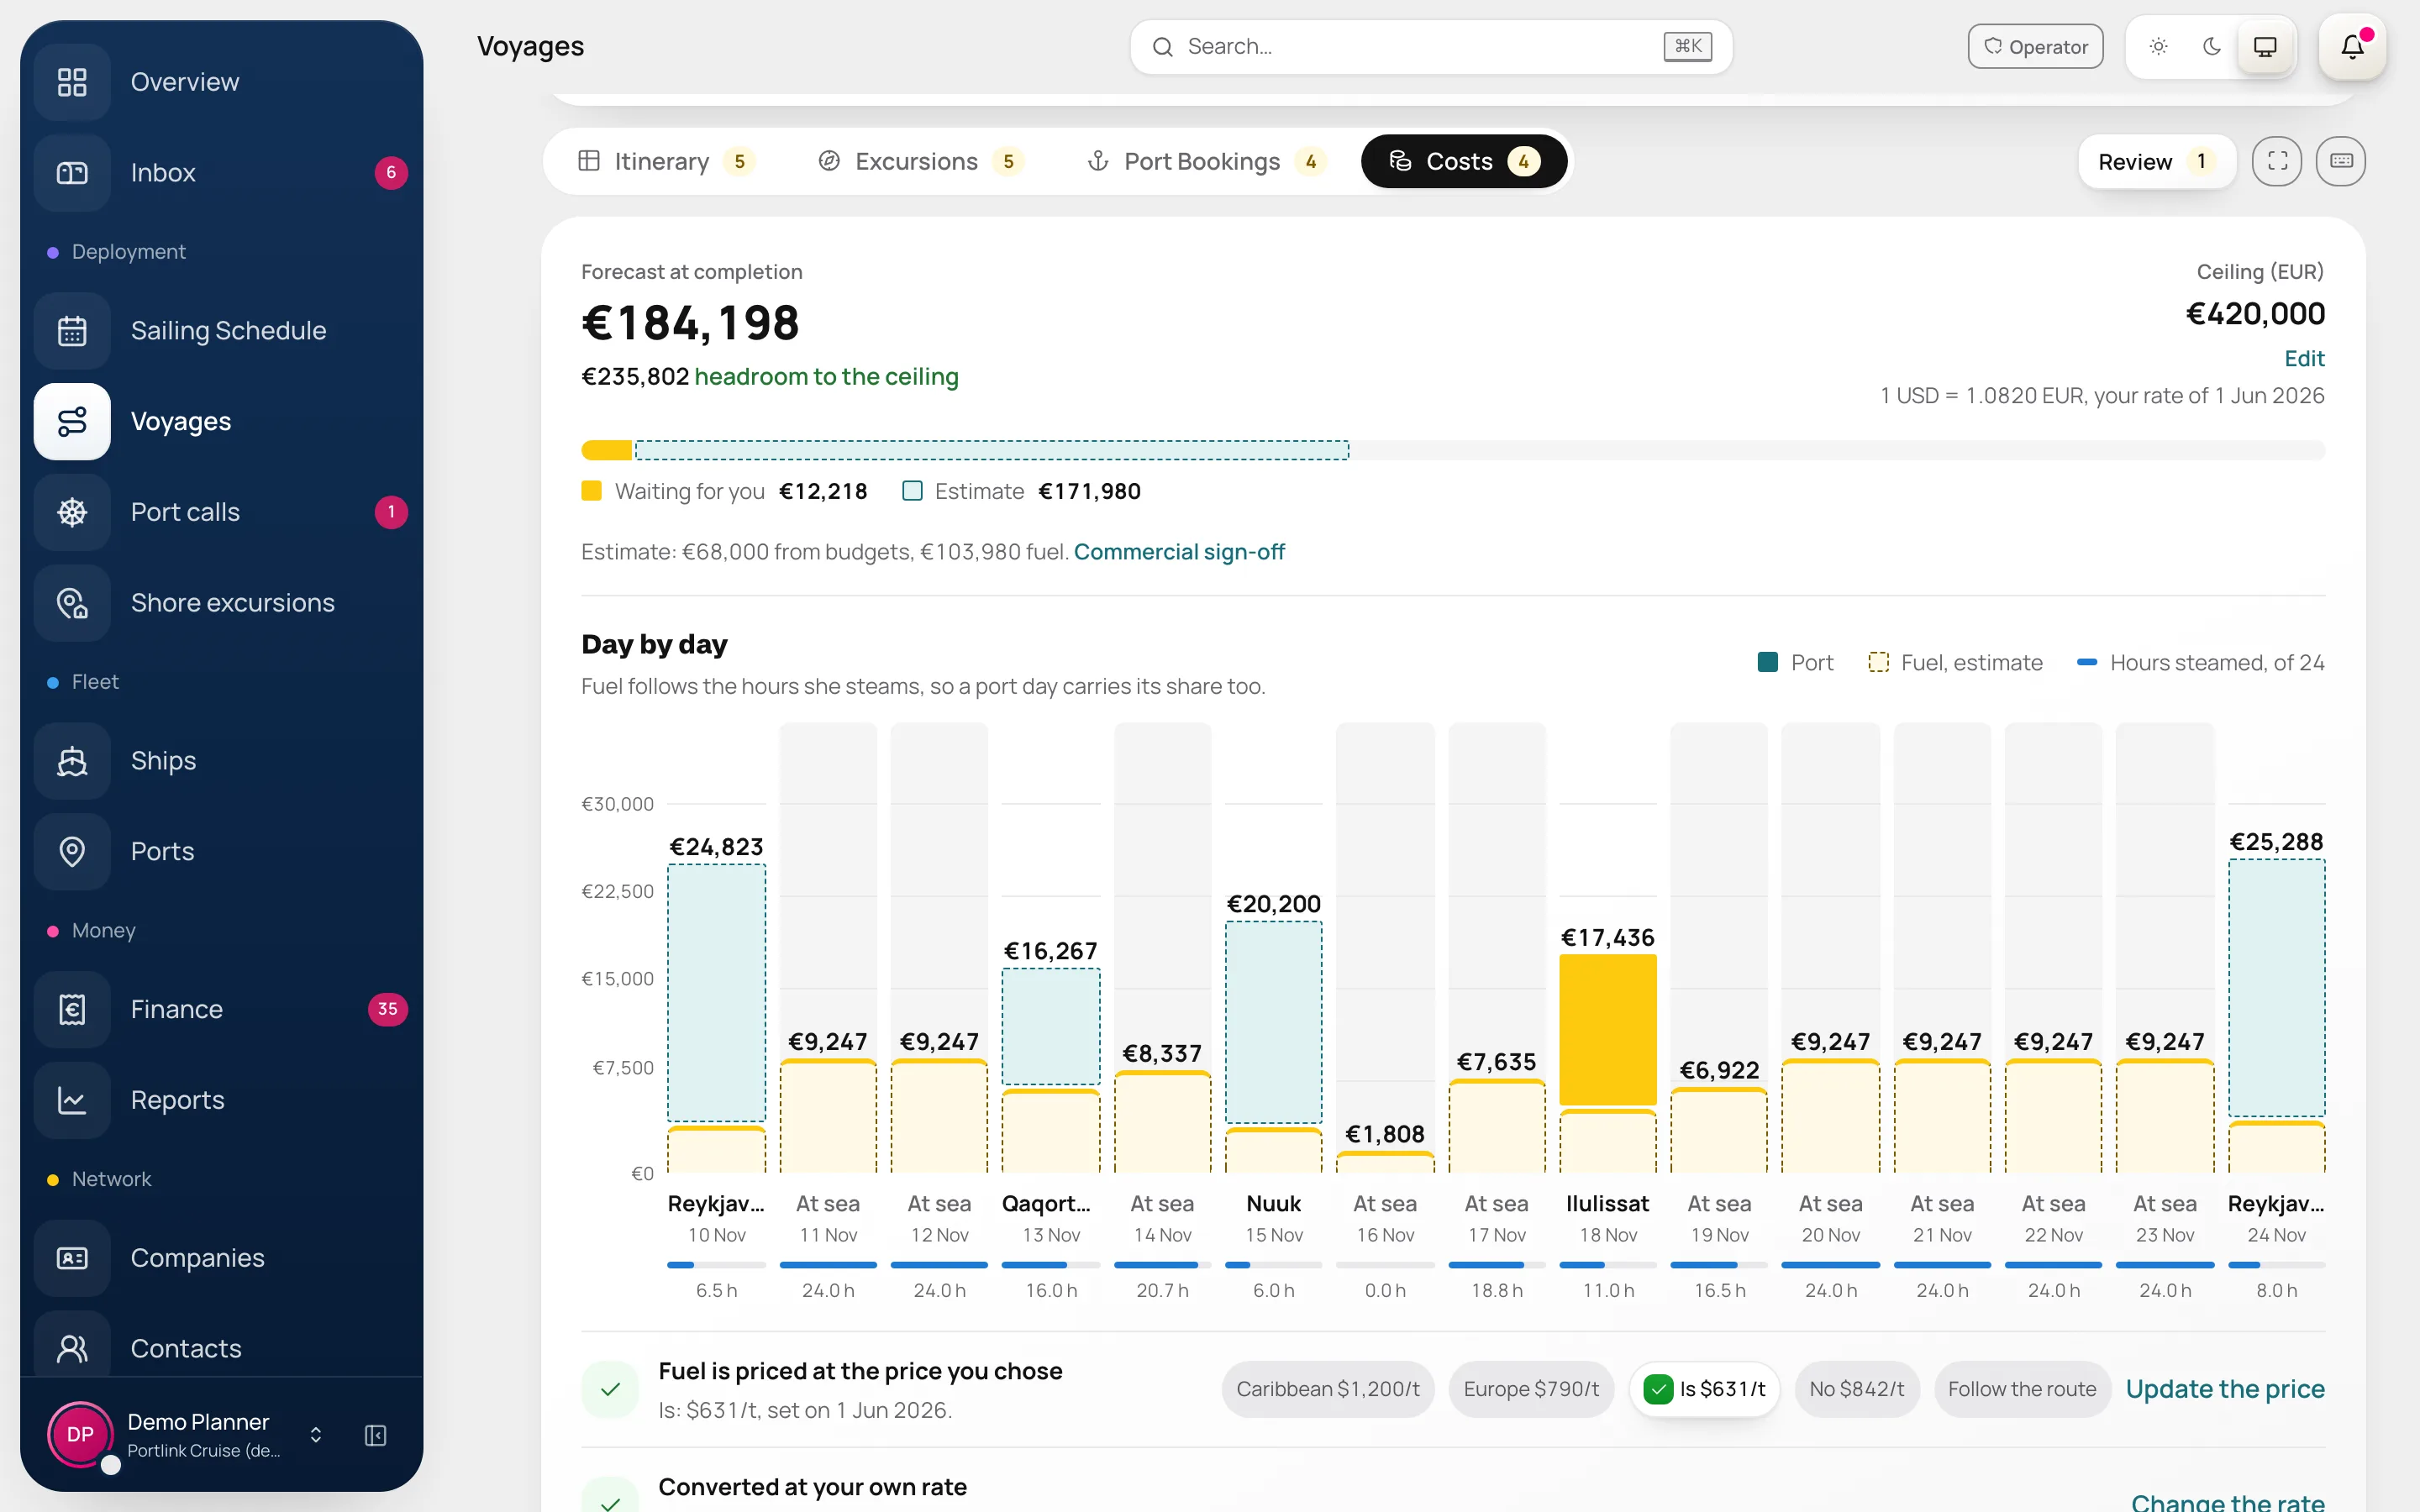 Overview
Inbox
6
Deployment
Sailing Schedule
Voyages
Port calls
1
Shore excursions
Fleet
Ships
Ports
Money
Finance
35
Reports
Network
Companies
Contacts
DP
Demo Planner
Portlink Cruise (de...
Voyages
Search...
⌘K
Operator
Itinerary 5
Excursions 5
Port Bookings 4
Costs 4
Review 1
Forecast at completion
€184,198
€235,802 headroom to the ceiling
Ceiling (EUR)
€420,000
Edit
1 USD = 1.0820 EUR, your rate of 1 Jun 2026
Waiting for you €12,218
Estimate €171,980
Estimate: €68,000 from budgets, €103,980 fuel. Commercial sign-off
Day by day
Fuel follows the hours she steams, so a port day carries its share too.
Port
Fuel, estimate
Hours steamed, of 24
€30,000
€22,500
€15,000
€7,500
€0
€24,823
€9,247
€9,247
€16,267
€8,337
€20,200
€1,808
€7,635
€17,436
€6,922
€9,247
€9,247
€9,247
€9,247
€25,288
Reykjav... At sea At sea Qaqort... At sea Nuuk At sea At sea Ilulissat At sea At sea At sea At sea At sea Reykjav...
10 Nov 11 Nov 12 Nov 13 Nov 14 Nov 15 Nov 16 Nov 17 Nov 18 Nov 19 Nov 20 Nov 21 Nov 22 Nov 23 Nov 24 Nov
6.5 h 24.0 h 24.0 h 16.0 h 20.7 h 6.0 h 0.0 h 18.8 h 11.0 h 16.5 h 24.0 h 24.0 h 24.0 h 24.0 h 8.0 h
Fuel is priced at the price you chose
Is: $631/t, set on 1 Jun 2026.
Caribbean $1,200/t
Europe $790/t
Is $631/t
No $842/t
Follow the route
Update the price
Converted at your own rate
Change the rate